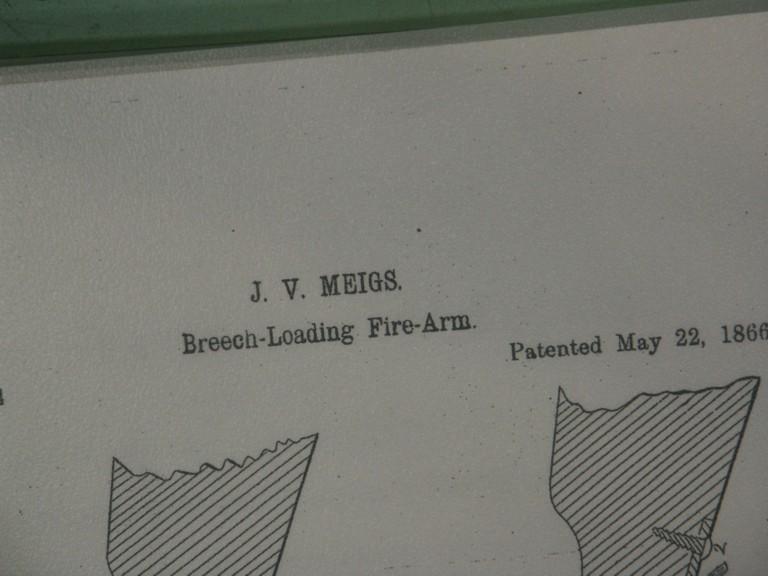 J. V. MEIGS.
Breech-Loading Fire-Arm.
Patented May 22, 1866